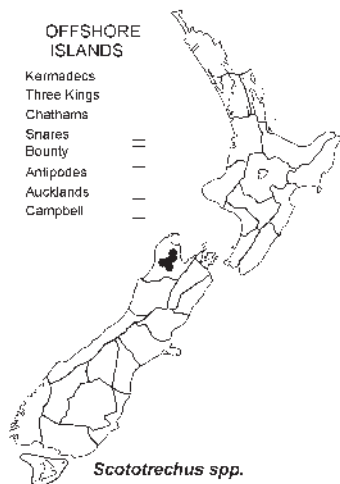 OFFSHORE
ISLANDS
Kermadecs
Three Kings
Chathams
Snares
Bounty
Antipodes
Aucklands
Campbell
Scototrechus spp.